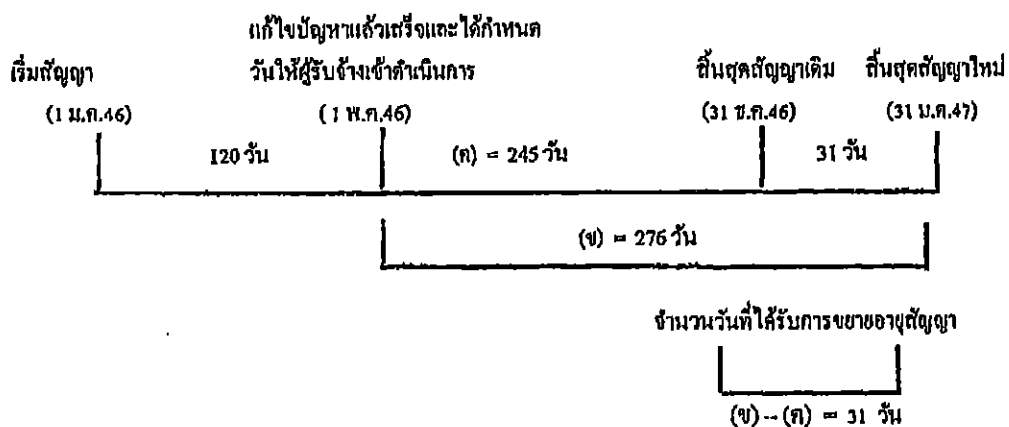 แก้ไขปัญหาแล้วเสร็จและได้กำหนด
เริ่มสัญญา วันให้ผู้รับจ้างเข้าดำเนินการ สิ้นสุดสัญญาเดิม สิ้นสุดสัญญาใหม่
(1 ม.ค.46) (1 พ.ค.46) (31 ธ.ค.46) (31 ม.ค.47)
120 วัน (ค) = 245 วัน 31 วัน
(ข) = 276 วัน
จำนวนวันที่ได้รับการขยายอายุสัญญา
(ข) - (ค) = 31 วัน